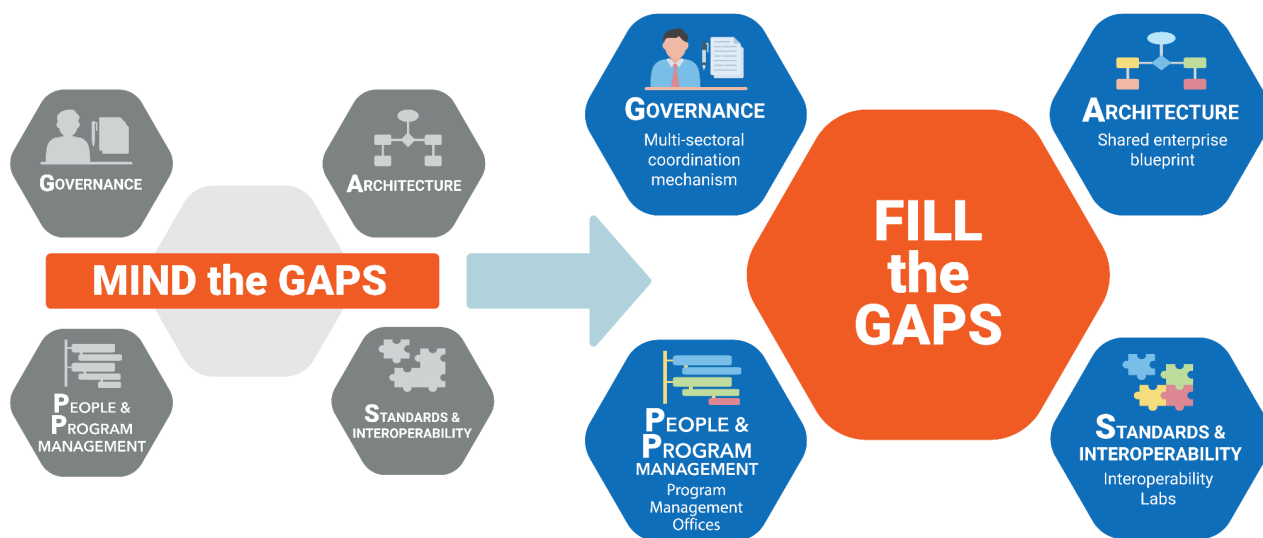 GOVERNANCE
ARCHITECTURE
MIND the GAPS
PEOPLE &
PROGRAM
MANAGEMENT
STANDARDS &
INTEROPERABILITY
GOVERNANCE
Multi-sectoral
coordination
mechanism
ARCHITECTURE
Shared enterprise
blueprint
FILL
the
GAPS
PEOPLE &
PROGRAM
MANAGEMENT
Program
Management
Offices
STANDARDS &
INTEROPERABILITY
Interoperability
Labs